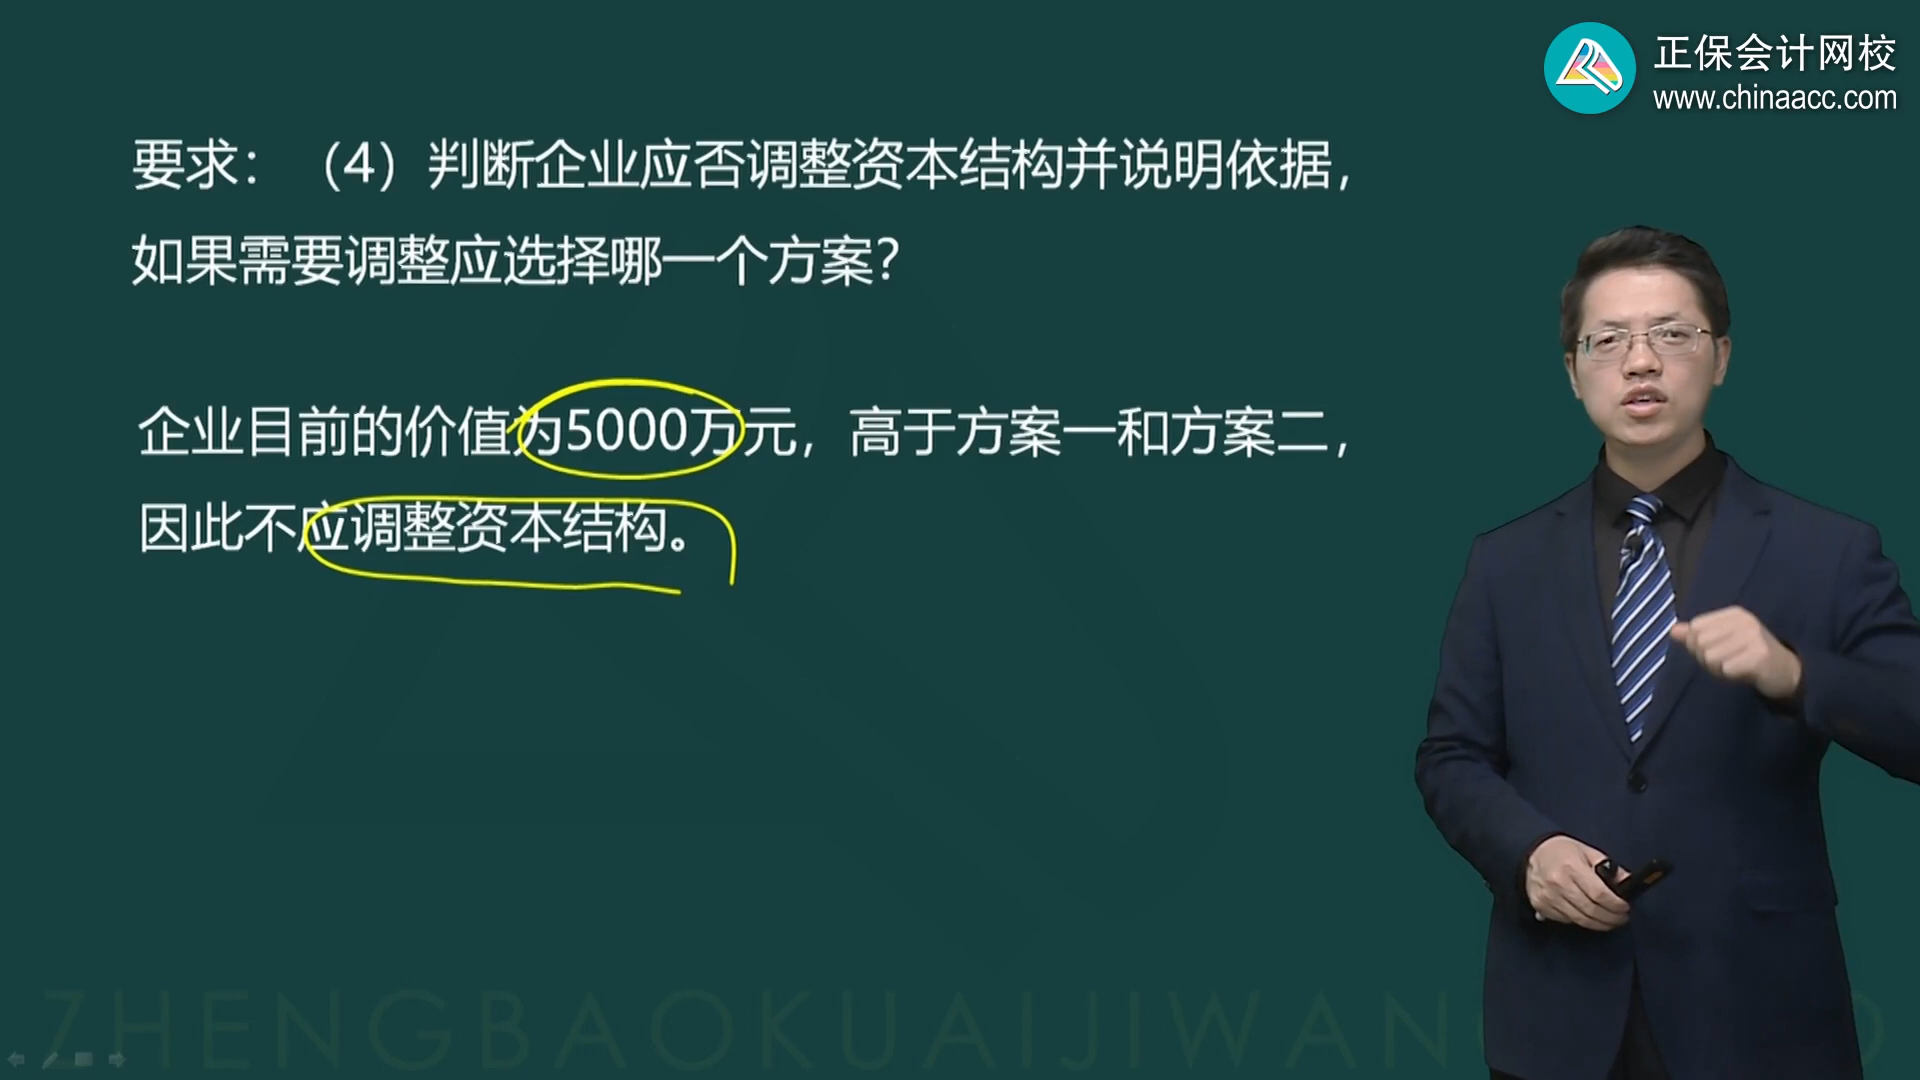 正保会计网校
www.chinaacc.com
要求：（4）判断企业应否调整资本结构并说明依据，
如果需要调整应选择哪一个方案？
企业目前的价值为5000万元，高于方案一和方案二，
因此不应调整资本结构。
ZHENGBAOKUAIJIWAN